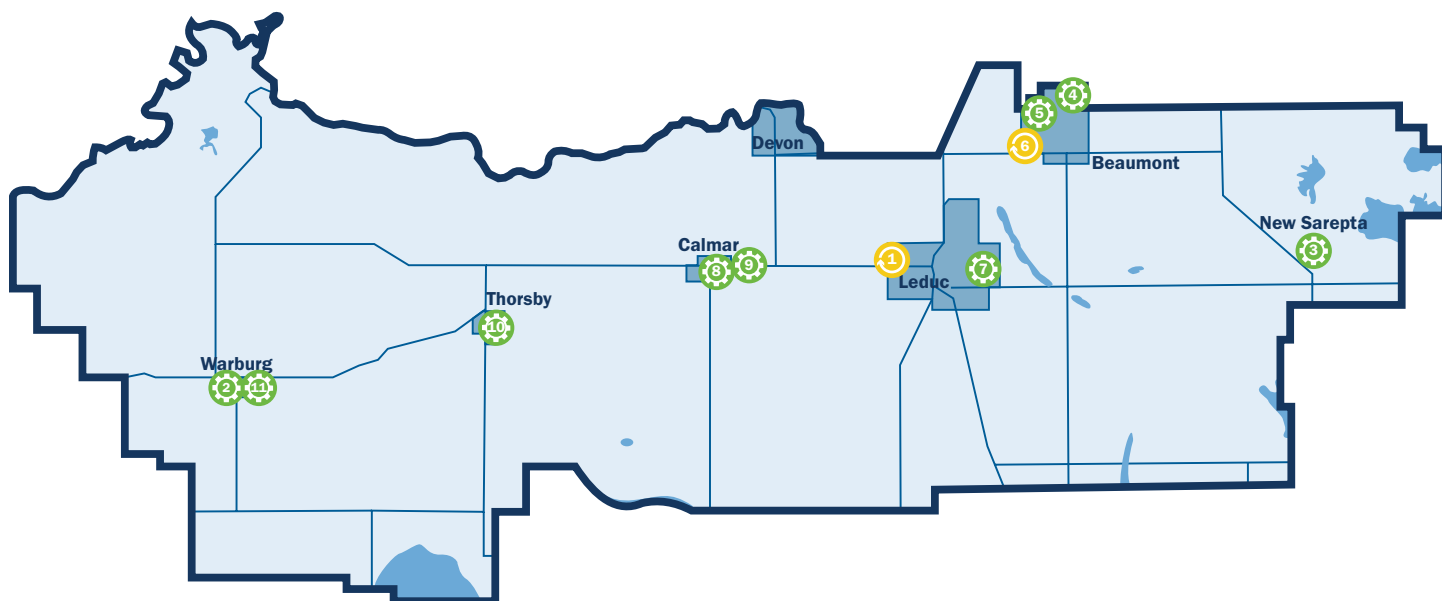 4
5
Devon
6
Beaumont
New Sarepta
Calmar
3
1
9
8
7
Leduc
Thorsby
10
Warburg
2
11